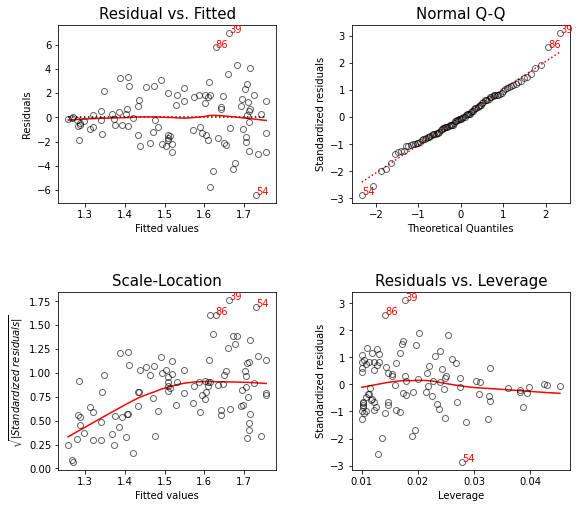 Residual vs. Fitted
39
86
54
6
4
2
0
−2
−4
−6
Residuals
1.3 1.4 1.5 1.6 1.7
Fitted values
Normal Q-Q
39
86
54
3
2
1
0
−1
−2
−3
Standardized residuals
−2 −1 0 1 2
Theoretical Quantiles
Scale-Location
39
54
86
1.75
1.50
1.25
1.00
0.75
0.50
0.25
0.00
√|Standardized residuals|
1.3 1.4 1.5 1.6 1.7
Fitted values
Residuals vs. Leverage
39
86
54
3
2
1
0
−1
−2
−3
Standardized residuals
0.01 0.02 0.03 0.04
Leverage